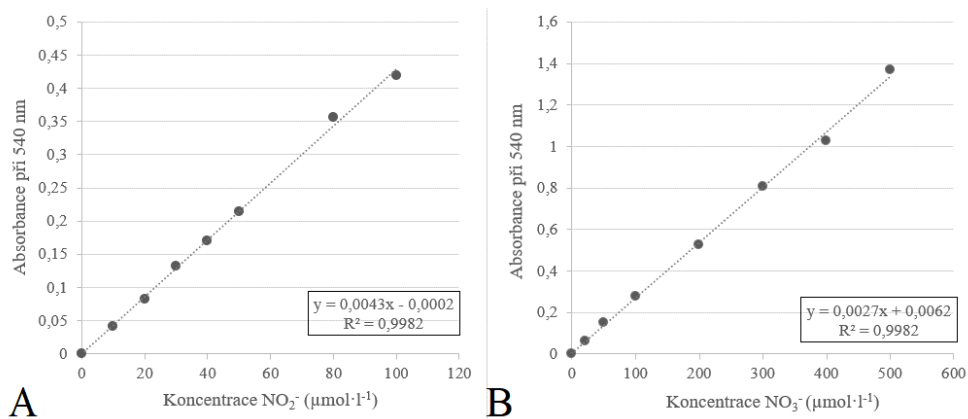 0,5
0,45
0,4
0,35
0,3
0,25
0,2
0,15
0,1
0,05
0
Absorbance při 540 nm
y = 0,0043x - 0,0002
R² = 0,9982
0 20 40 60 80 100 120
Koncentrace NO₂⁻ (µmol·l⁻¹)
A
1,6
1,4
1,2
1
0,8
0,6
0,4
0,2
0
Absorbance při 540 nm
y = 0,0027x + 0,0062
R² = 0,9982
0 100 200 300 400 500 600
Koncentrace NO₃⁻ (µmol·l⁻¹)
B